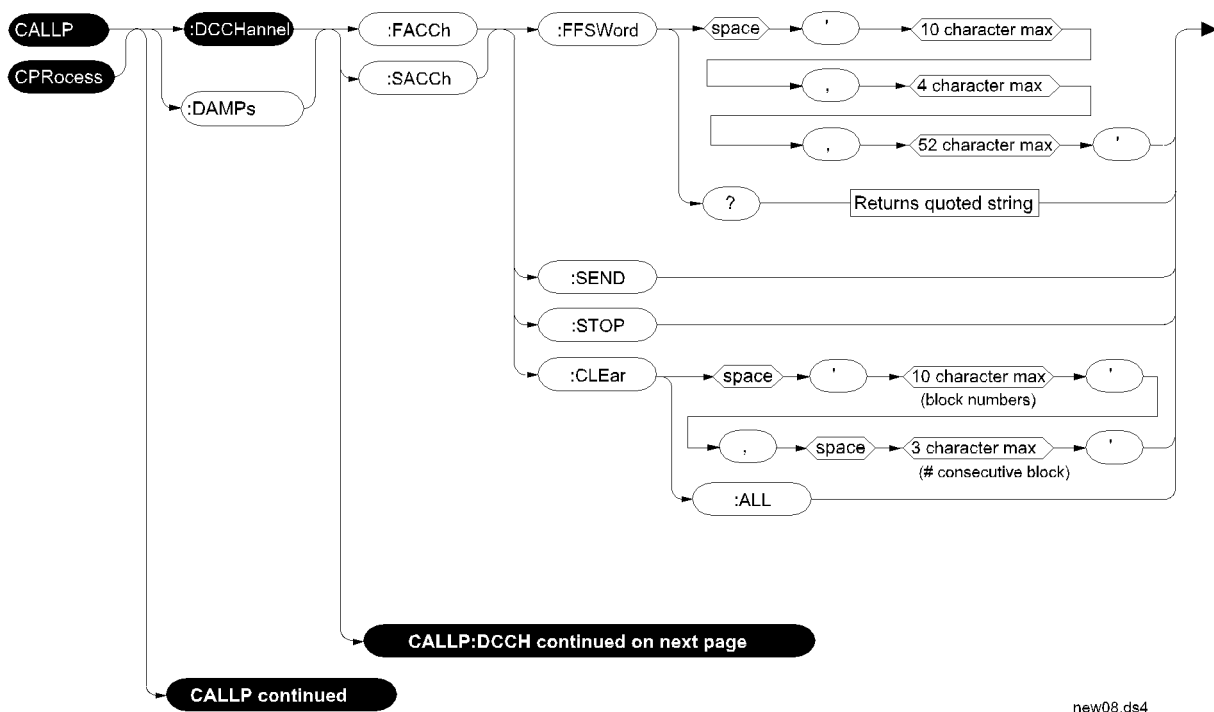 CALLP :DCCHannel :FACCh :FFSWord space ' 10 character max
CPRocess :SACCh , 4 character max
:DAMPs
, 52 character max '
? Returns quoted string
:SEND
:STOP
:CLEar space ' 10 character max '
(block numbers)
, space 3 character max '
(# consecutive block)
:ALL
CALLP:DCCH continued on next page
CALLP continued
new08.ds4